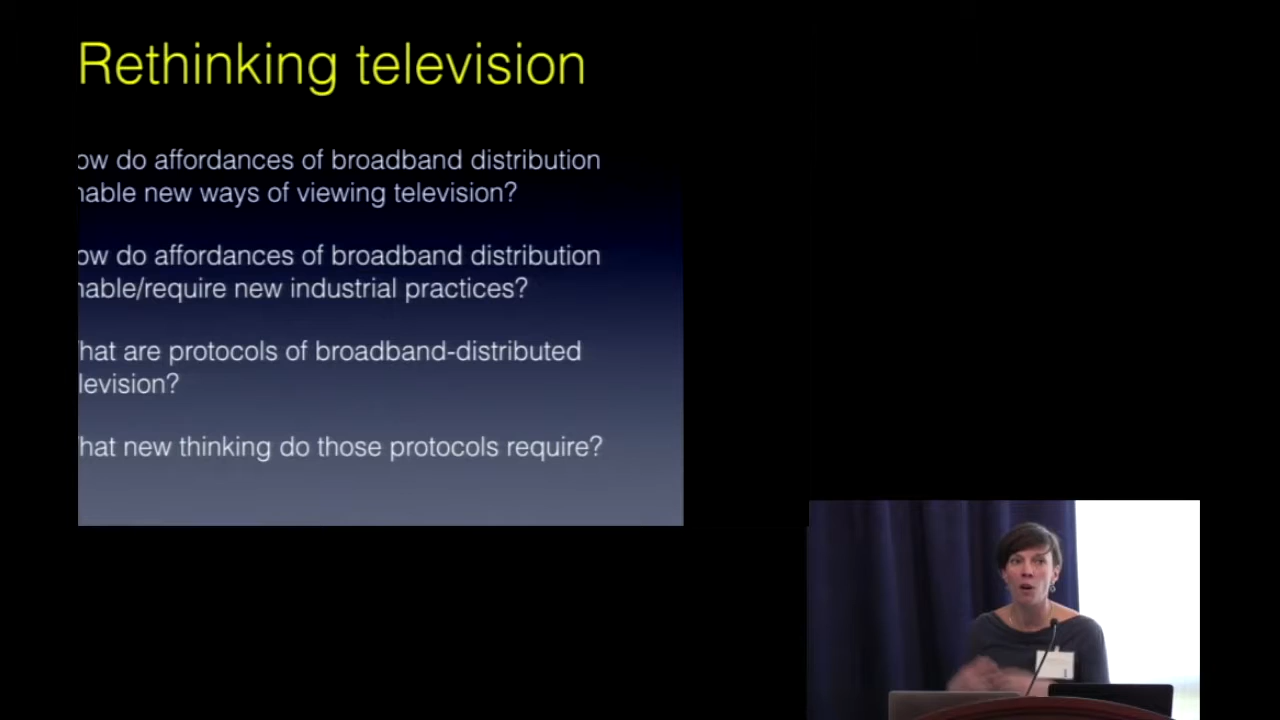 Rethinking television
ow do affordances of broadband distribution
nable new ways of viewing television?
ow do affordances of broadband distribution
nable/require new industrial practices?
hat are protocols of broadband-distributed
levision?
hat new thinking do those protocols require?